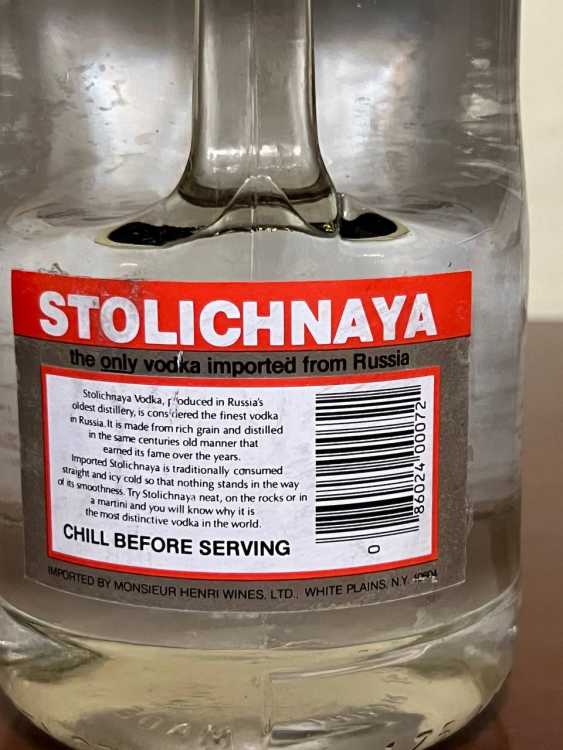 STOLICHNAYA
the only vodka imported from Russia
Stolichnaya Vodka, produced in Russia's
oldest distillery, is considered the finest vodka
in Russia. It is made from rich grain and distilled
in the same centuries old manner that
earned its fame over the years.
Imported Stolichnaya is traditionally consumed
straight and icy cold so that nothing stands in the way
of its smoothness. Try Stolichnaya neat, on the rocks or in
a martini and you will know why it is
the most distinctive vodka in the world.
CHILL BEFORE SERVING
86024 00072
0
IMPORTED BY MONSIEUR HENRI WINES, LTD., WHITE PLAINS, N.Y.